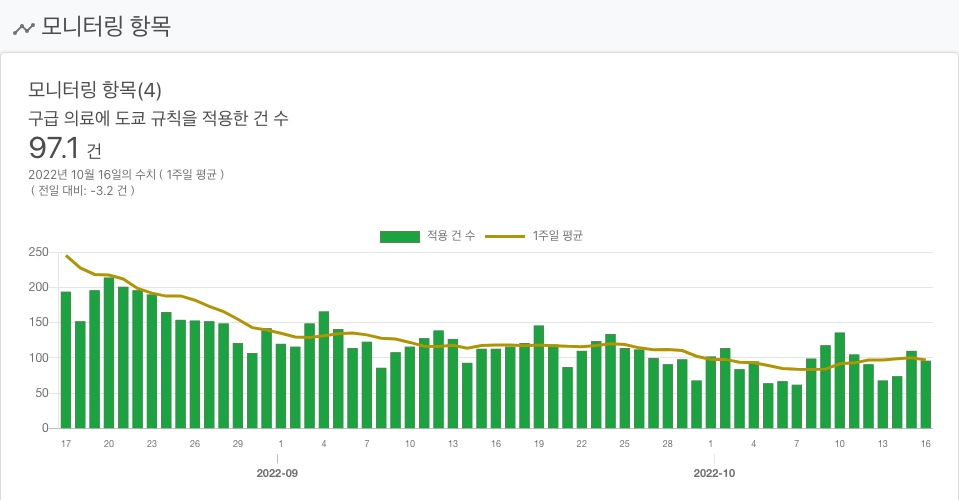 모니터링 항목
모니터링 항목(4)
구급 의료에 도쿄 규칙을 적용한 건 수
97.1 건
2022년 10월 16일의 수치 ( 1주일 평균 )
( 전일 대비: -3.2 건 )
적용 건 수 1주일 평균
250
200
150
100
50
0
17 20 23 26 29 1 4 7 10 13 16 19 22 25 28 1 4 7 10 13 16
2022-09 2022-10